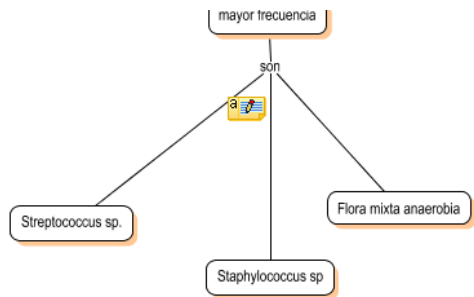 mayor frecuencia
son
a
Streptococcus sp.
Flora mixta anaerobia
Staphylococcus sp